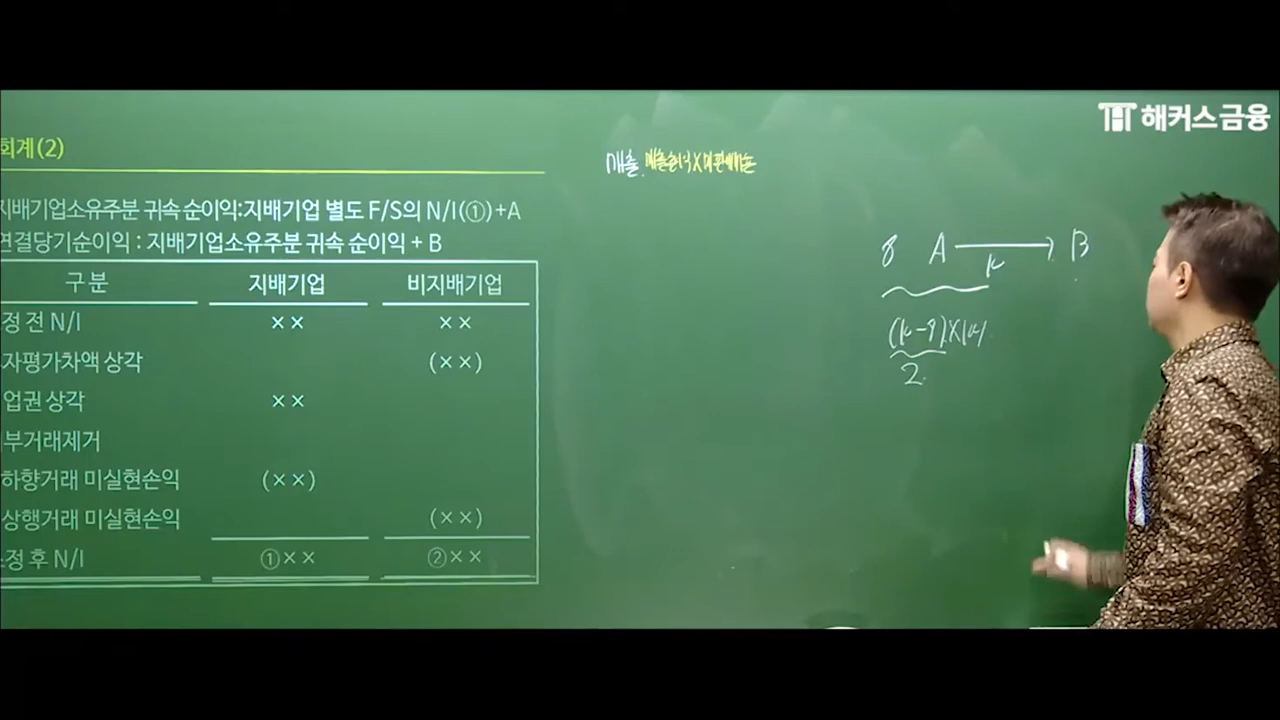 해커스금융
회계(2)
지배기업소유주분 귀속 순이익:지배기업 별도 F/S의 N/I(①)+A
연결당기순이익 : 지배기업소유주분 귀속 순이익 + B
구 분 지배기업 비지배기업
정 전 N/I ×× ××
자평가차액 상각 (××)
업권 상각 ××
부거래제거
하향거래 미실현손익 (××)
상행거래 미실현손익 (××)
정 후 N/I ①×× ②××
매출
8 A B
2